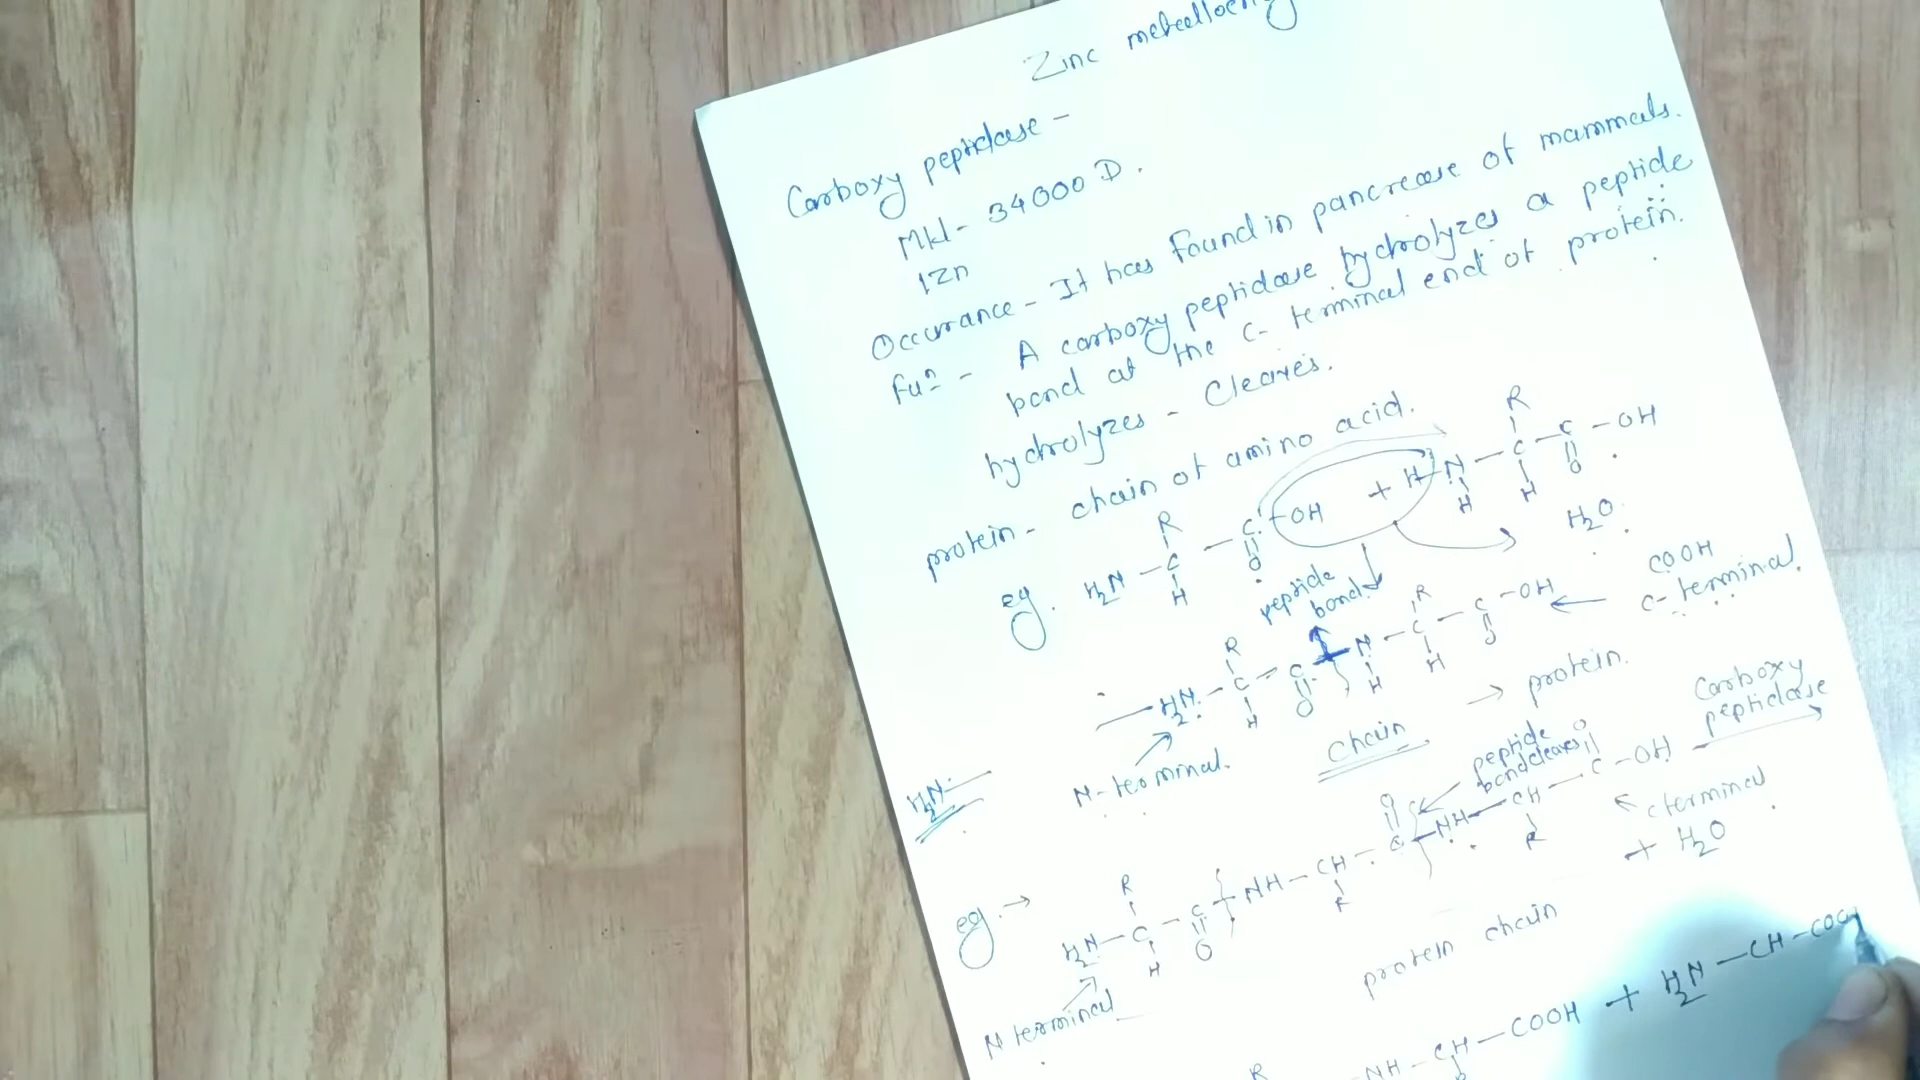 Zinc
Carboxy peptidase -
MW - 34000 D.
1Zn
Occurrance - It has found in pancrease of mammals.
Fun - A carboxy peptidase hydrolyzes a peptide
bond at the C- terminal end of protein.
hydrolyzes - Cleaves.
protein - chain of amino acid.
R
R
eg. H2N - C - C - OH + H - N - C - C - OH
H O H H O
H2O
peptide
bond.
COOH
C- terminal.
R R
H2N - C - C - N - C - C - OH
H O H H O
H2N -
N- terminal.
Chain
→ protein.
peptide
bond cleaves
Carboxy
peptidase
R O O
eg. → H2N - C - C - NH - CH - C - NH - CH - C - OH
H O R R
N terminal
C terminal
+ H2O
protein chain
R
NH - CH - COOH + H2N - CH - COO